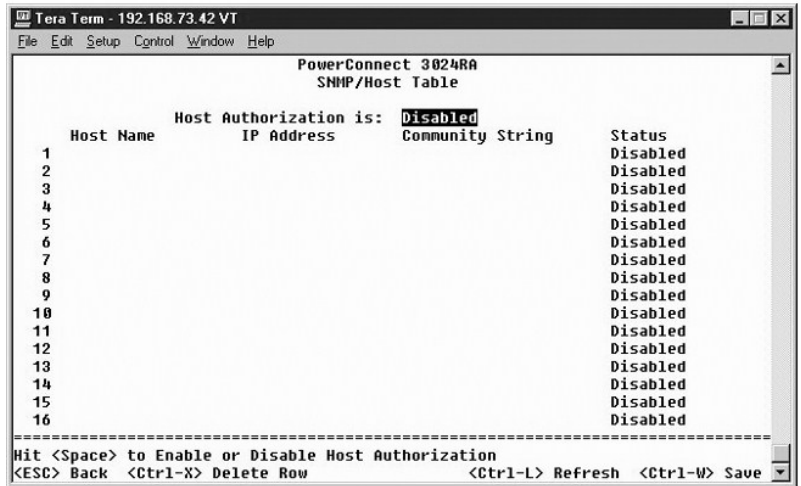 Tera Term - 192.168.73.42 VT
File Edit Setup Control Window Help
PowerConnect 3024RA
SNMP/Host Table
Host Authorization is: Disabled
Host Name IP Address Community String Status
1 Disabled
2 Disabled
3 Disabled
4 Disabled
5 Disabled
6 Disabled
7 Disabled
8 Disabled
9 Disabled
10 Disabled
11 Disabled
12 Disabled
13 Disabled
14 Disabled
15 Disabled
16 Disabled
Hit <Space> to Enable or Disable Host Authorization
<ESC> Back <Ctrl-X> Delete Row <Ctrl-L> Refresh <Ctrl-W> Save